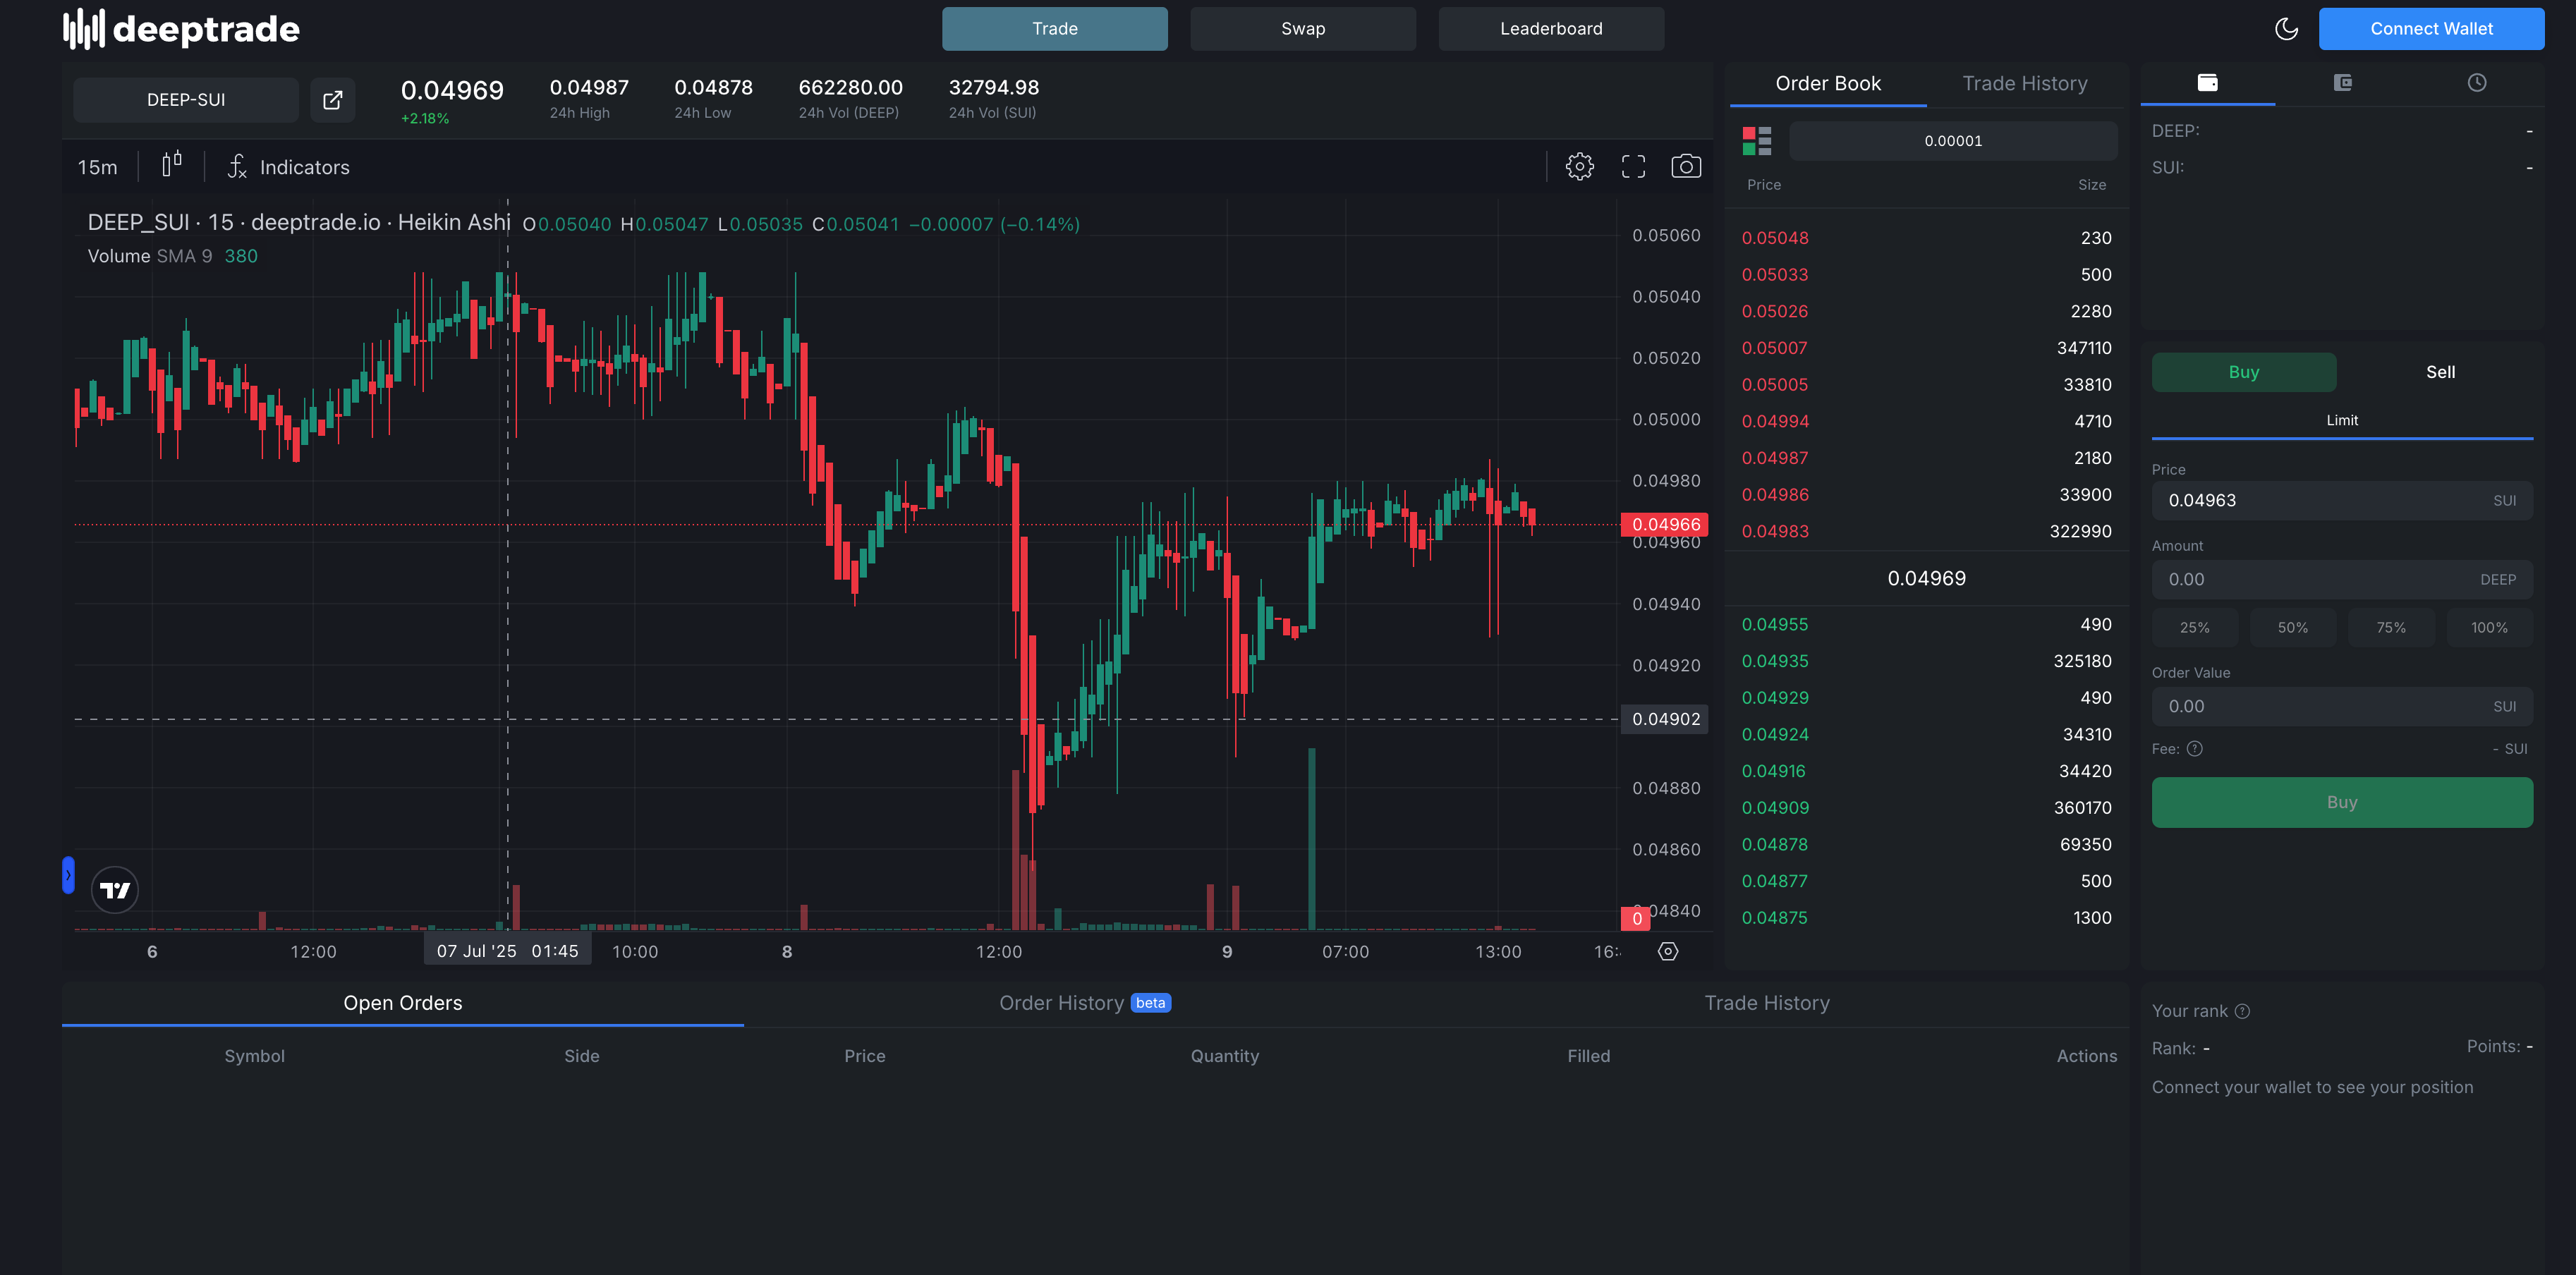 deeptrade
Trade
Swap
Leaderboard
Connect Wallet
DEEP-SUI
0.04969
+2.18%
0.04987
24h High
0.04878
24h Low
662280.00
24h Vol (DEEP)
32794.98
24h Vol (SUI)
15m
Indicators
DEEP_SUI · 15 · deeptrade.io · Heikin Ashi O0.05040 H0.05047 L0.05035 C0.05041 −0.00007 (−0.14%)
Volume SMA 9 380
0.05060
0.05040
0.05020
0.05000
0.04980
0.04966
0.04960
0.04940
0.04920
0.04902
0.04880
0.04860
0.04840
0
6
12:00
07 Jul '25 01:45
10:00
8
12:00
9
07:00
13:00
16:
Order Book
Trade History
0.00001
Price Size
0.05048 230
0.05033 500
0.05026 2280
0.05007 347110
0.05005 33810
0.04994 4710
0.04987 2180
0.04986 33900
0.04983 322990
0.04969
0.04955 490
0.04935 325180
0.04929 490
0.04924 34310
0.04916 34420
0.04909 360170
0.04878 69350
0.04877 500
0.04875 1300
DEEP: -
SUI: -
Buy
Sell
Limit
Price
0.04963 SUI
Amount
0.00 DEEP
25% 50% 75% 100%
Order Value
0.00 SUI
Fee: ? - SUI
Buy
Open Orders
Order History beta
Trade History
Symbol Side Price Quantity Filled Actions
Your rank ?
Rank: - Points: -
Connect your wallet to see your position